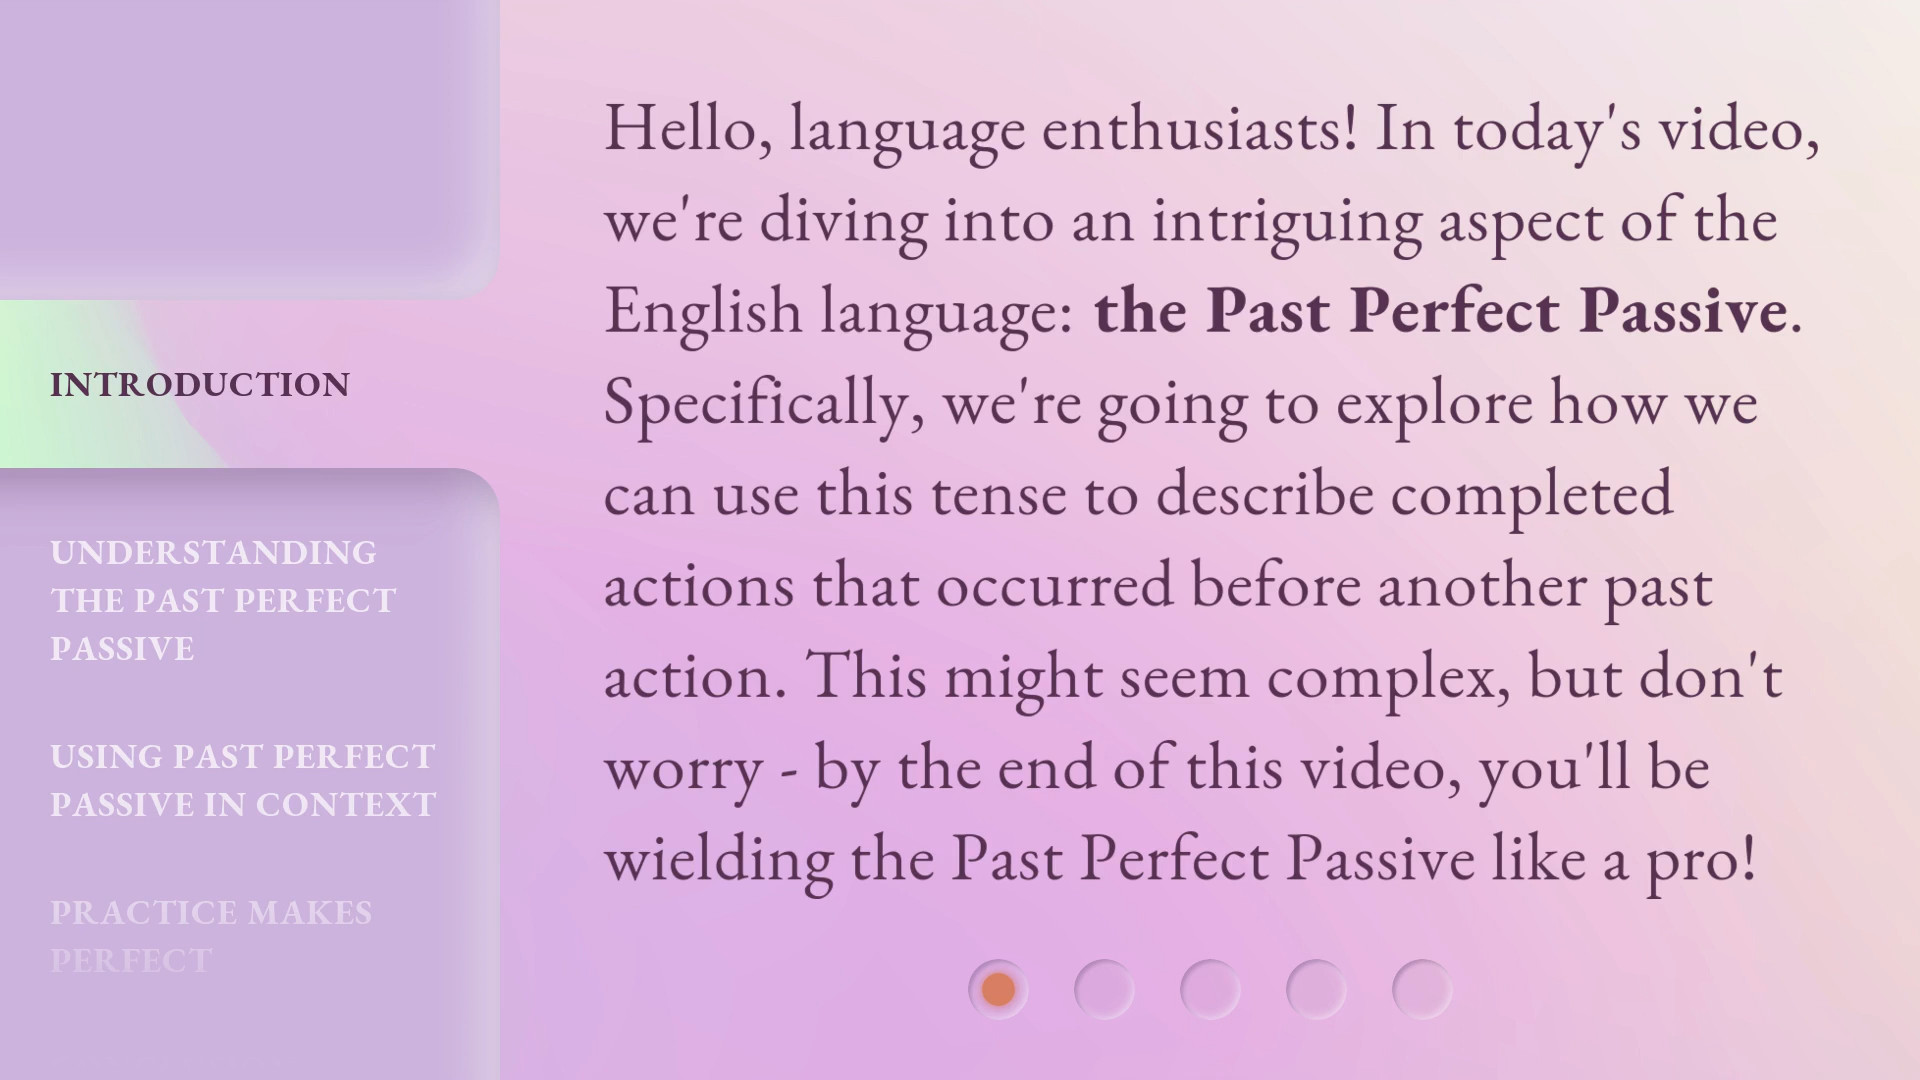 INTRODUCTION
UNDERSTANDING
THE PAST PERFECT
PASSIVE
USING PAST PERFECT
PASSIVE IN CONTEXT
PRACTICE MAKES
PERFECT
Hello, language enthusiasts! In today's video,
we're diving into an intriguing aspect of the
English language: the Past Perfect Passive.
Specifically, we're going to explore how we
can use this tense to describe completed
actions that occurred before another past
action. This might seem complex, but don't
worry - by the end of this video, you'll be
wielding the Past Perfect Passive like a pro!